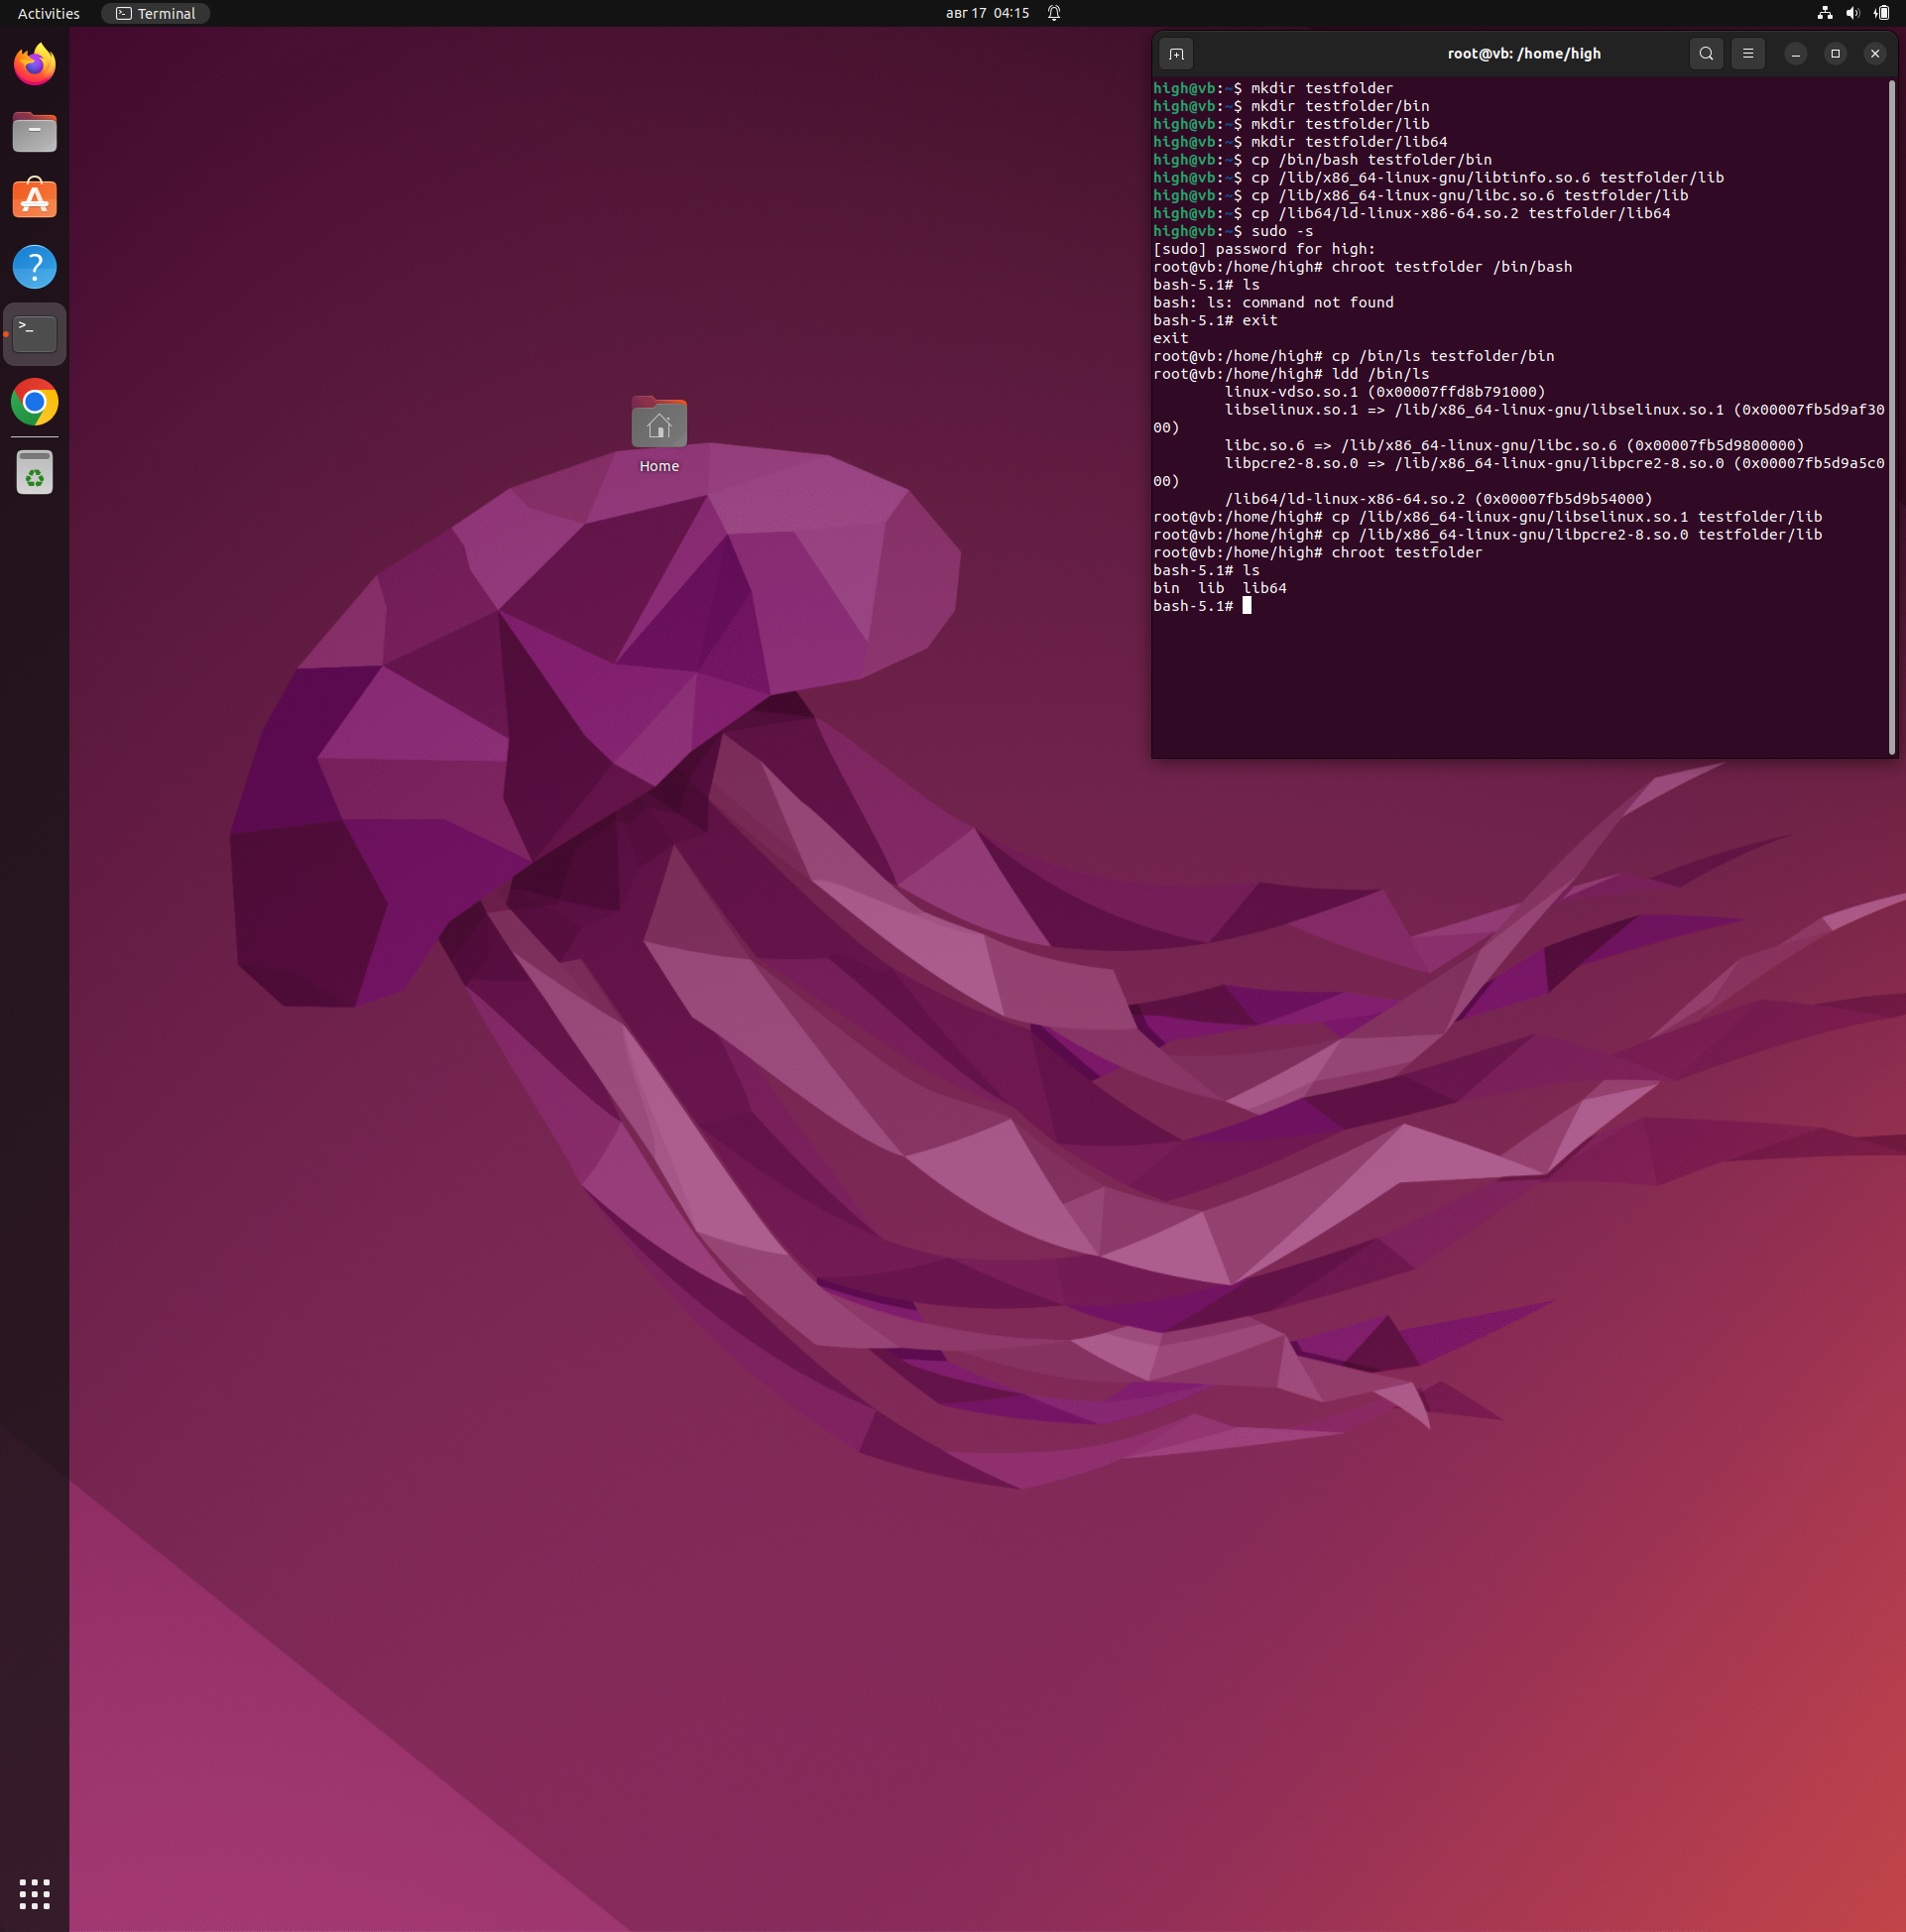 Activities
Terminal
авг 17 04:15
root@vb: /home/high
high@vb:~$ mkdir testfolder
high@vb:~$ mkdir testfolder/bin
high@vb:~$ mkdir testfolder/lib
high@vb:~$ mkdir testfolder/lib64
high@vb:~$ cp /bin/bash testfolder/bin
high@vb:~$ cp /lib/x86_64-linux-gnu/libtinfo.so.6 testfolder/lib
high@vb:~$ cp /lib/x86_64-linux-gnu/libc.so.6 testfolder/lib
high@vb:~$ cp /lib64/ld-linux-x86-64.so.2 testfolder/lib64
high@vb:~$ sudo -s
[sudo] password for high:
root@vb:/home/high# chroot testfolder /bin/bash
bash-5.1# ls
bash: ls: command not found
bash-5.1# exit
exit
root@vb:/home/high# cp /bin/ls testfolder/bin
root@vb:/home/high# ldd /bin/ls
linux-vdso.so.1 (0x00007ffd8b791000)
libselinux.so.1 => /lib/x86_64-linux-gnu/libselinux.so.1 (0x00007fb5d9af30
00)
libc.so.6 => /lib/x86_64-linux-gnu/libc.so.6 (0x00007fb5d9800000)
libpcre2-8.so.0 => /lib/x86_64-linux-gnu/libpcre2-8.so.0 (0x00007fb5d9a5c0
00)
/lib64/ld-linux-x86-64.so.2 (0x00007fb5d9b54000)
root@vb:/home/high# cp /lib/x86_64-linux-gnu/libselinux.so.1 testfolder/lib
root@vb:/home/high# cp /lib/x86_64-linux-gnu/libpcre2-8.so.0 testfolder/lib
root@vb:/home/high# chroot testfolder
bash-5.1# ls
bin  lib  lib64
bash-5.1#
Home